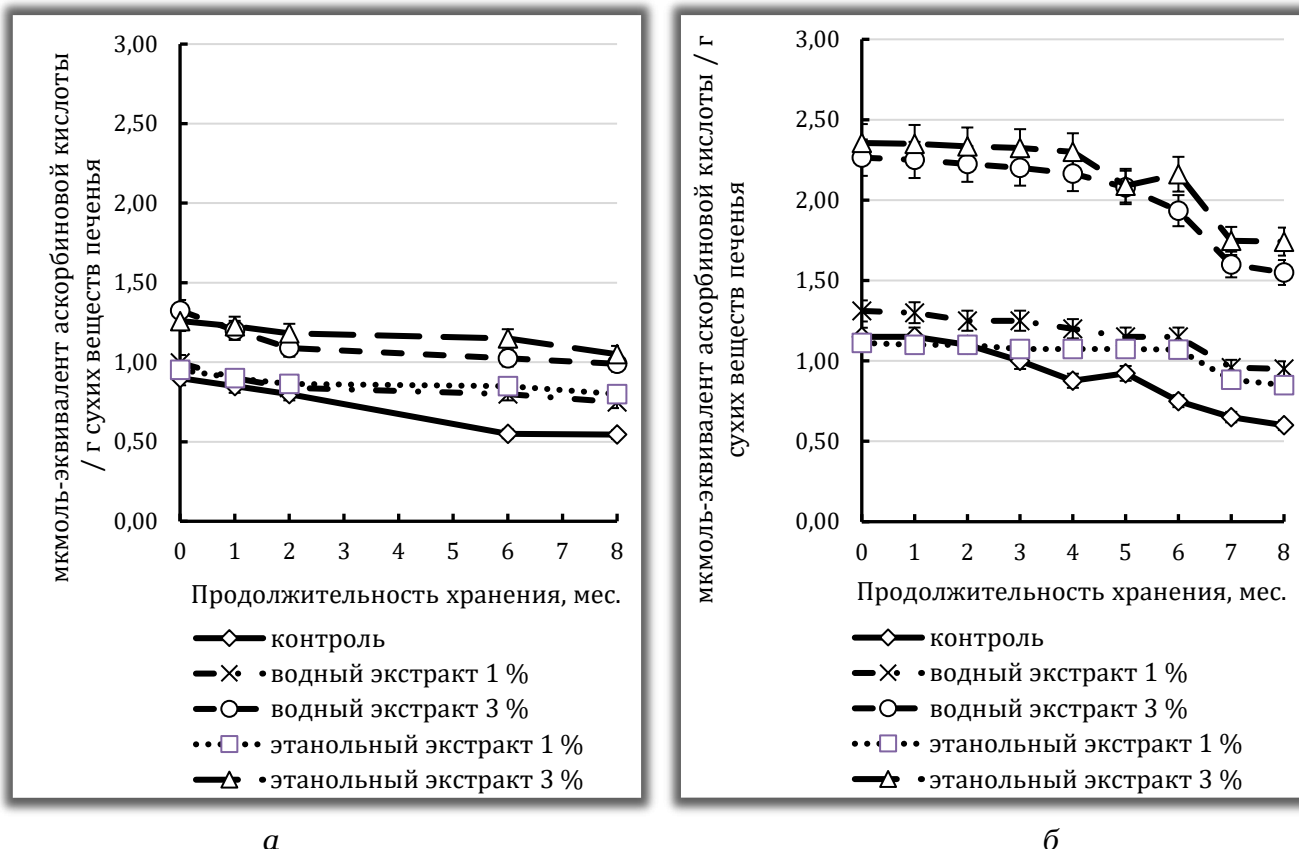 мкмоль-эквивалент аскорбиновой кислоты
/ г сухих веществ печенья
3,00
2,50
2,00
1,50
1,00
0,50
0,00
0 1 2 3 4 5 6 7 8
Продолжительность хранения, мес.
контроль
водный экстракт 1 %
водный экстракт 3 %
этанольный экстракт 1 %
этанольный экстракт 3 %
а
мкмоль-эквивалент аскорбиновой кислоты / г
сухих веществ печенья
3,00
2,50
2,00
1,50
1,00
0,50
0,00
0 1 2 3 4 5 6 7 8
Продолжительность хранения, мес.
контроль
водный экстракт 1 %
водный экстракт 3 %
этанольный экстракт 1 %
этанольный экстракт 3 %
б